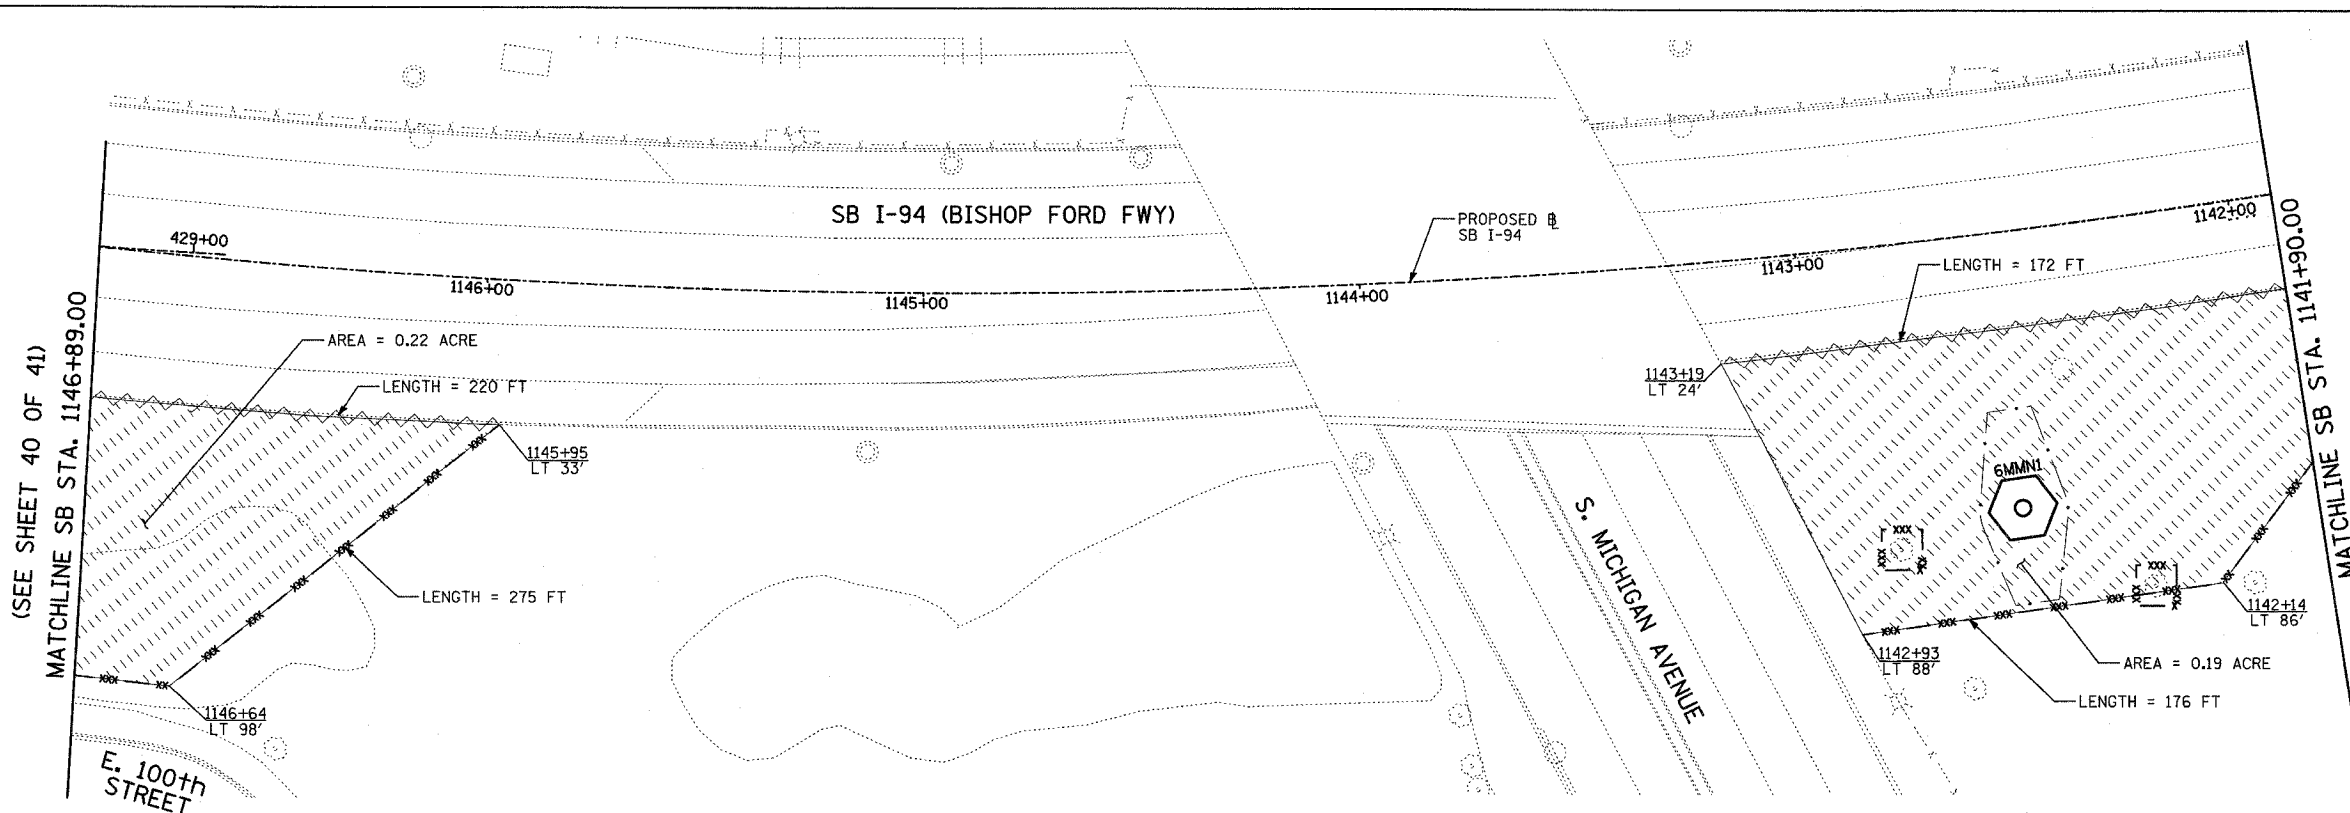 SB I-94 (BISHOP FORD FWY)
PROPOSED ⅊
SB I-94
429+00
1146+00
1145+00
1144+00
1143+00
1142+00
(SEE SHEET 40 OF 41)
MATCHLINE SB STA. 1146+89.00
AREA = 0.22 ACRE
LENGTH = 220 FT
1145+95
LT 33'
LENGTH = 275 FT
1146+64
LT 98'
E. 100th
STREET
S. MICHIGAN AVENUE
LENGTH = 172 FT
1143+19
LT 24'
6MMN1
1142+14
LT 86'
1142+93
LT 88'
AREA = 0.19 ACRE
LENGTH = 176 FT
MATCHLINE SB STA. 1141+90.00